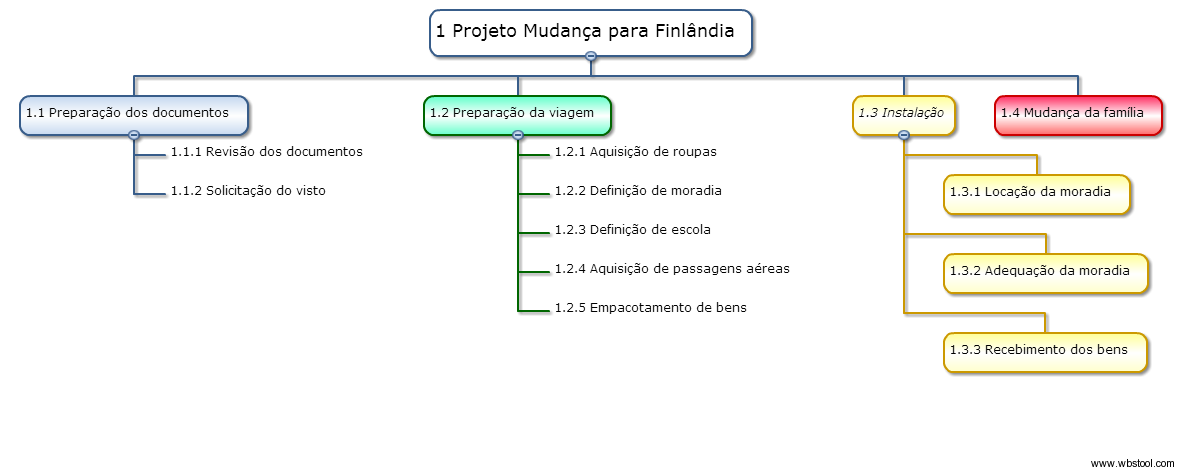 1 Projeto Mudança para Finlândia
1.1 Preparação dos documentos
1.1.1 Revisão dos documentos
1.1.2 Solicitação do visto
1.2 Preparação da viagem
1.2.1 Aquisição de roupas
1.2.2 Definição de moradia
1.2.3 Definição de escola
1.2.4 Aquisição de passagens aéreas
1.2.5 Empacotamento de bens
1.3 Instalação
1.3.1 Locação da moradia
1.3.2 Adequação da moradia
1.3.3 Recebimento dos bens
1.4 Mudança da família
www.wbstool.com